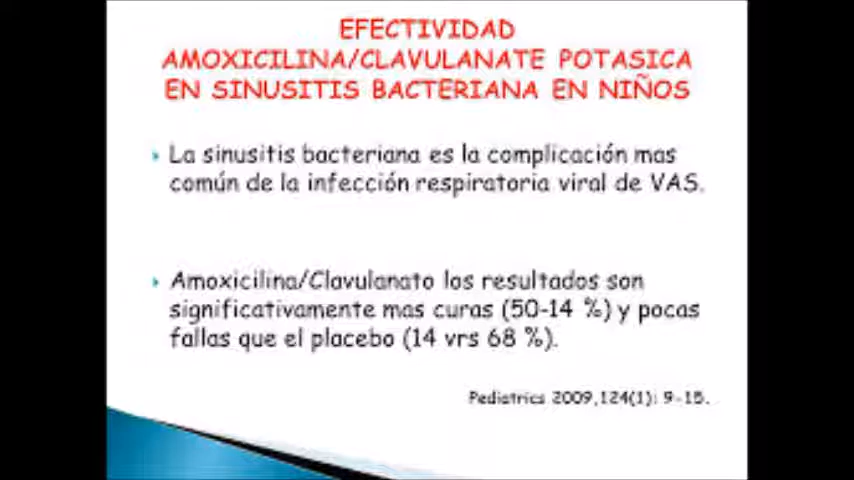 EFECTIVIDAD
AMOXICILINA/CLAVULANATE POTASICA
EN SINUSITIS BACTERIANA EN NIÑOS
La sinusitis bacteriana es la complicación mas
común de la infección respiratoria viral de VAS.
Amoxicilina/Clavulanato los resultados son
significativamente mas curas (50-14 %) y pocas
fallas que el placebo (14 vrs 68 %).
Pediatrics 2009,124(1): 9-15.